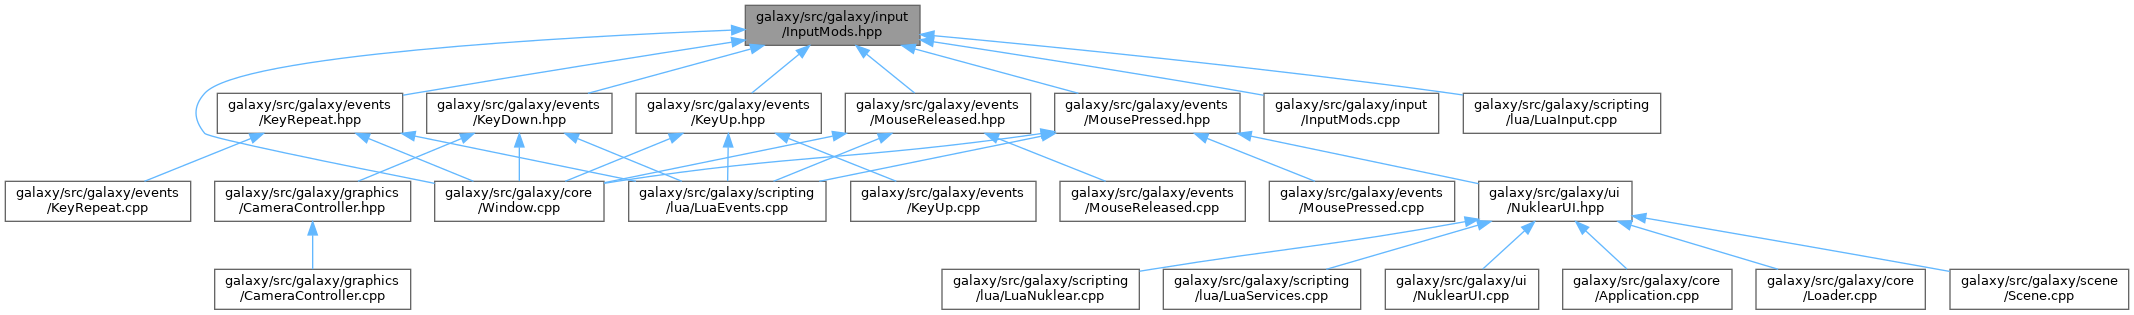 galaxy/src/galaxy/input
/InputMods.hpp
galaxy/src/galaxy/events
/KeyRepeat.hpp
galaxy/src/galaxy/events
/KeyDown.hpp
galaxy/src/galaxy/events
/KeyUp.hpp
galaxy/src/galaxy/events
/MouseReleased.hpp
galaxy/src/galaxy/events
/MousePressed.hpp
galaxy/src/galaxy/input
/InputMods.cpp
galaxy/src/galaxy/scripting
/lua/LuaInput.cpp
galaxy/src/galaxy/events
/KeyRepeat.cpp
galaxy/src/galaxy/graphics
/CameraController.hpp
galaxy/src/galaxy/core
/Window.cpp
galaxy/src/galaxy/scripting
/lua/LuaEvents.cpp
galaxy/src/galaxy/events
/KeyUp.cpp
galaxy/src/galaxy/events
/MouseReleased.cpp
galaxy/src/galaxy/events
/MousePressed.cpp
galaxy/src/galaxy/ui
/NuklearUI.hpp
galaxy/src/galaxy/graphics
/CameraController.cpp
galaxy/src/galaxy/scripting
/lua/LuaNuklear.cpp
galaxy/src/galaxy/scripting
/lua/LuaServices.cpp
galaxy/src/galaxy/ui
/NuklearUI.cpp
galaxy/src/galaxy/core
/Application.cpp
galaxy/src/galaxy/core
/Loader.cpp
galaxy/src/galaxy/scene
/Scene.cpp